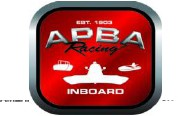 EST. 1903
APBA
Racing
INBOARD